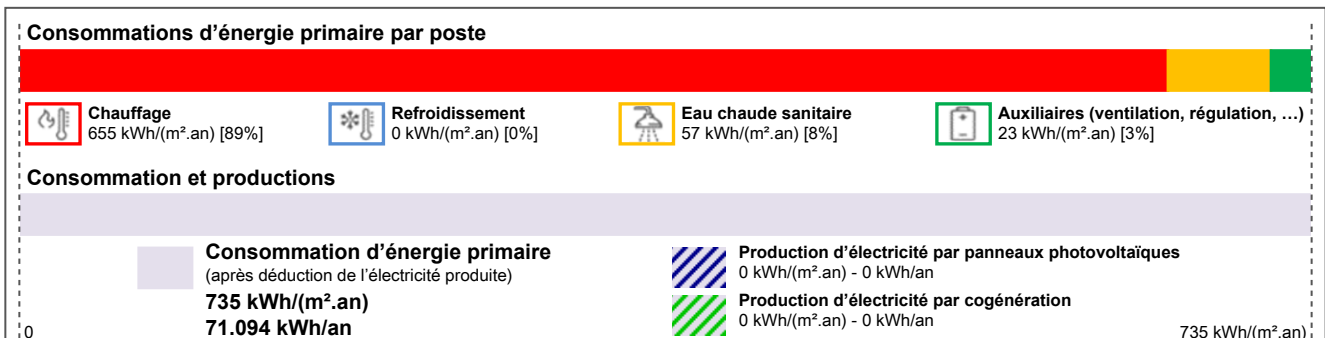 Consommations d'énergie primaire par poste
Chauffage
655 kWh/(m².an) [89%]
Refroidissement
0 kWh/(m².an) [0%]
Eau chaude sanitaire
57 kWh/(m².an) [8%]
Auxiliaires (ventilation, régulation, …)
23 kWh/(m².an) [3%]
Consommation et productions
Consommation d'énergie primaire
(après déduction de l'électricité produite)
735 kWh/(m².an)
71.094 kWh/an
Production d'électricité par panneaux photovoltaïques
0 kWh/(m².an) - 0 kWh/an
Production d'électricité par cogénération
0 kWh/(m².an) - 0 kWh/an
0
735 kWh/(m².an)